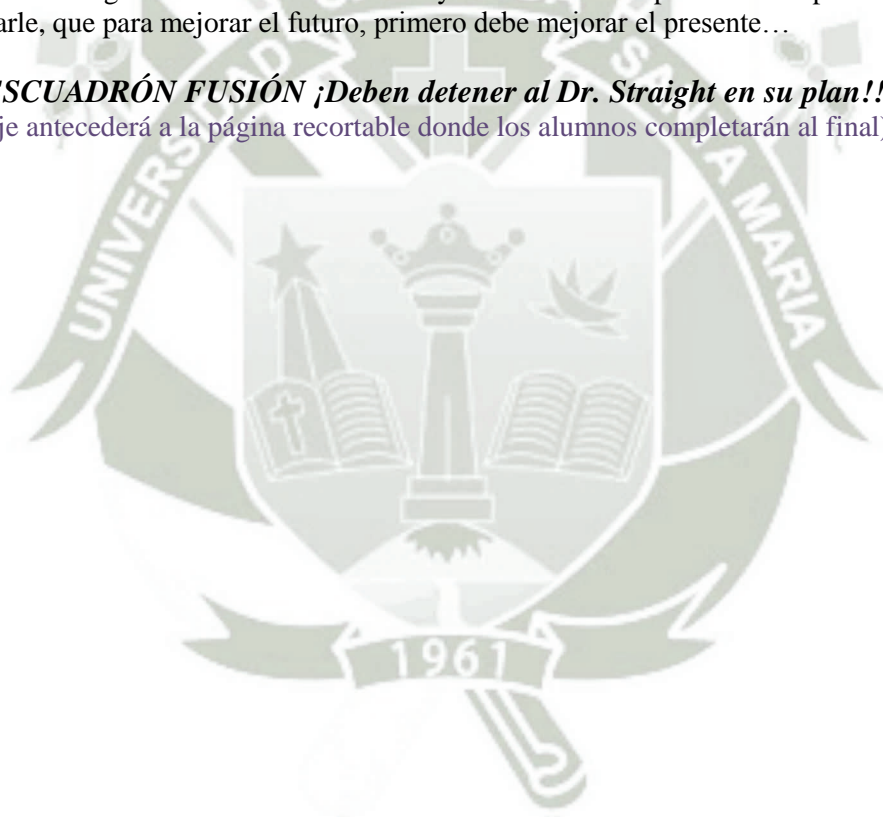 arle, que para mejorar el futuro, primero debe mejorar el presente…
SCUADRÓN FUSIÓN ¡Deben detener al Dr. Straight en su plan!!
je antecederá a la página recortable donde los alumnos completarán al final)
UNIVERSIDAD
SANTA MARIA
1961